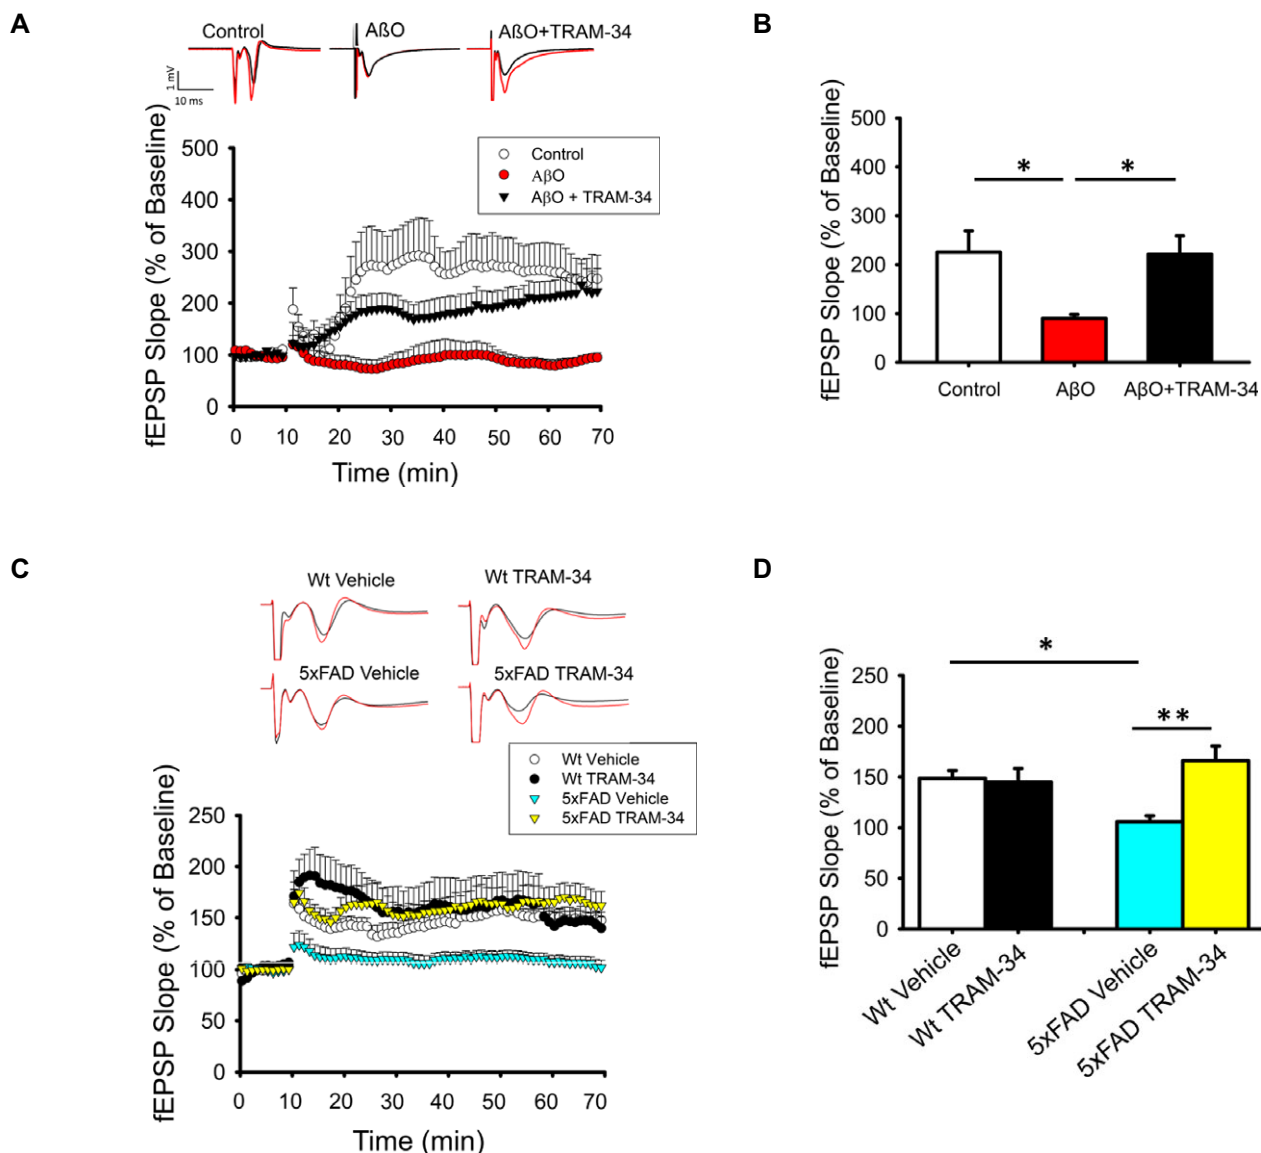 A
Control
AβO
AβO+TRAM-34
1 mV
10 ms
fEPSP Slope (% of Baseline)
500
400
300
200
100
0
Control
AβO
AβO + TRAM-34
0 10 20 30 40 50 60 70
Time (min)
B
fEPSP Slope (% of Baseline)
500
400
300
200
100
0
* *
Control AβO AβO+TRAM-34
C
Wt Vehicle Wt TRAM-34
5xFAD Vehicle 5xFAD TRAM-34
Wt Vehicle
Wt TRAM-34
5xFAD Vehicle
5xFAD TRAM-34
fEPSP Slope (% of Baseline)
250
200
150
100
50
0
0 10 20 30 40 50 60 70
Time (min)
D
fEPSP Slope (% of Baseline)
250
200
150
100
50
0
*
**
Wt Vehicle
Wt TRAM-34
5xFAD Vehicle
5xFAD TRAM-34